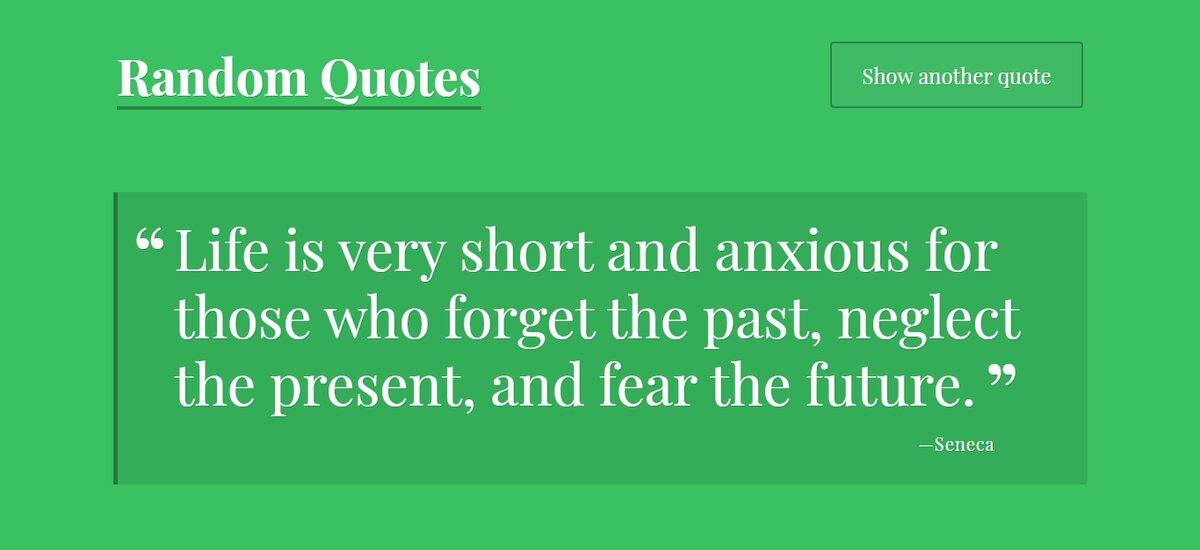 Random Quotes
Show another quote
“ Life is very short and anxious for
those who forget the past, neglect
the present, and fear the future. ”
—Seneca